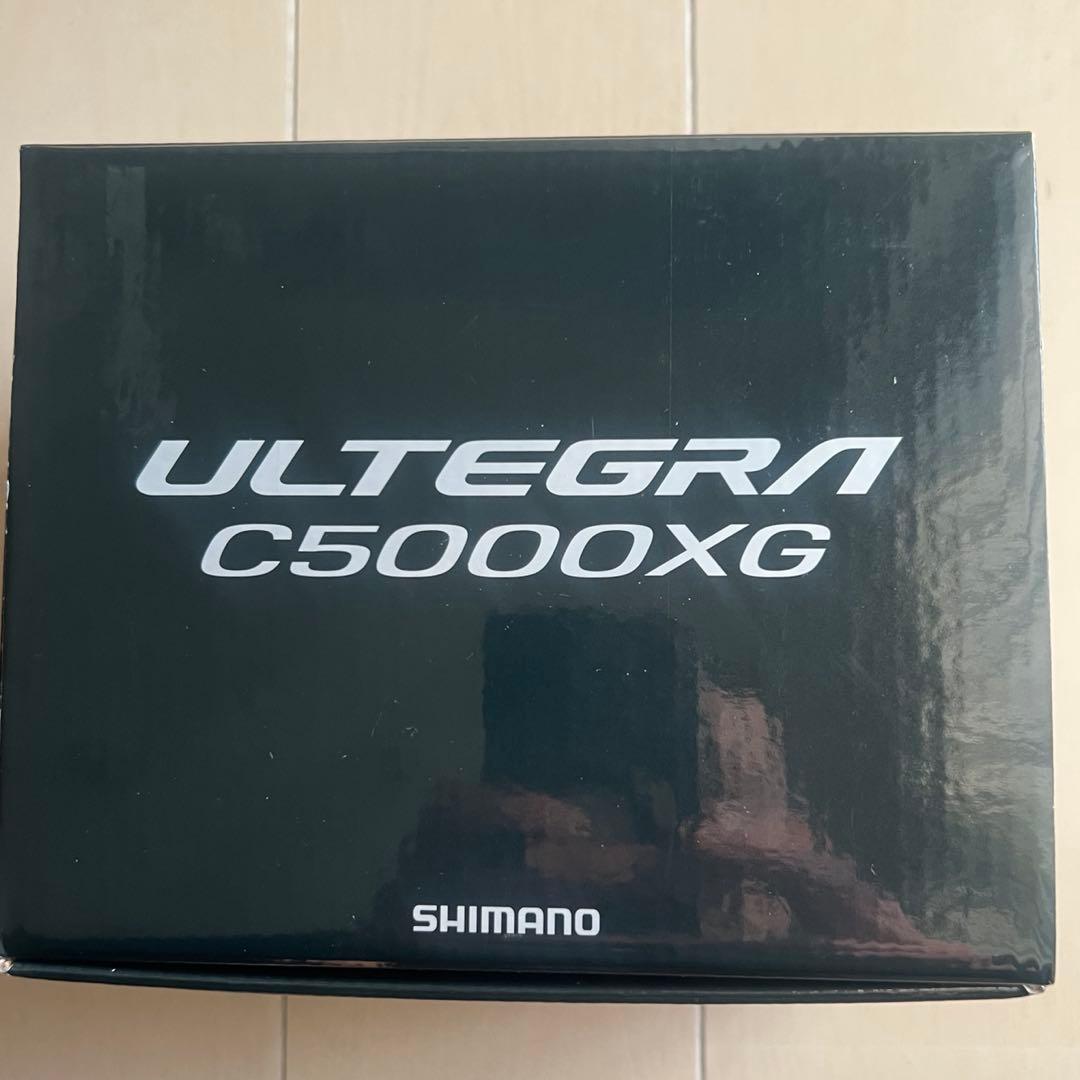 ULTEGRA
C5000XG
SHIMANO